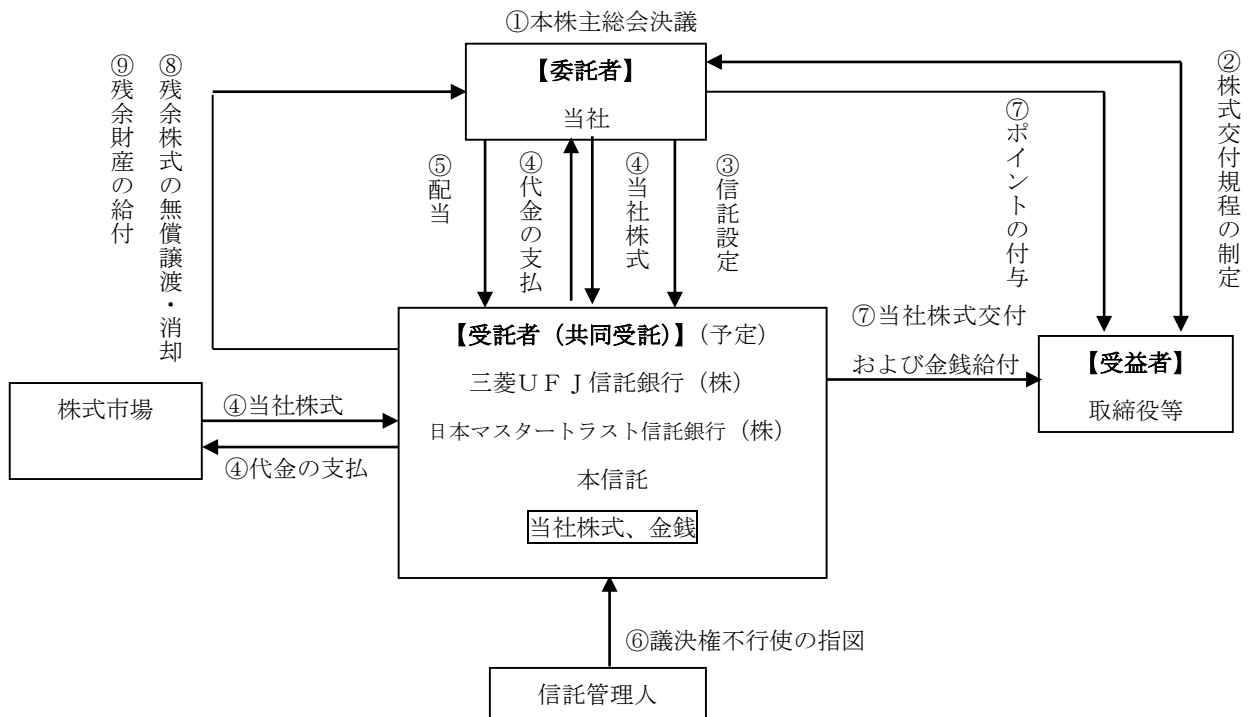 ①本株主総会決議
【委託者】
当社
⑨残余財産の給付
⑧残余株式の無償譲渡・消却
⑤配当
④代金の支払
④当社株式
③信託設定
⑦ポイントの付与
②株式交付規程の制定
【受託者（共同受託）】（予定）
三菱ＵＦＪ信託銀行（株）
日本マスタートラスト信託銀行（株）
本信託
当社株式、金銭
⑦当社株式交付
および金銭給付
【受益者】
取締役等
株式市場
④当社株式
④代金の支払
⑥議決権不行使の指図
信託管理人